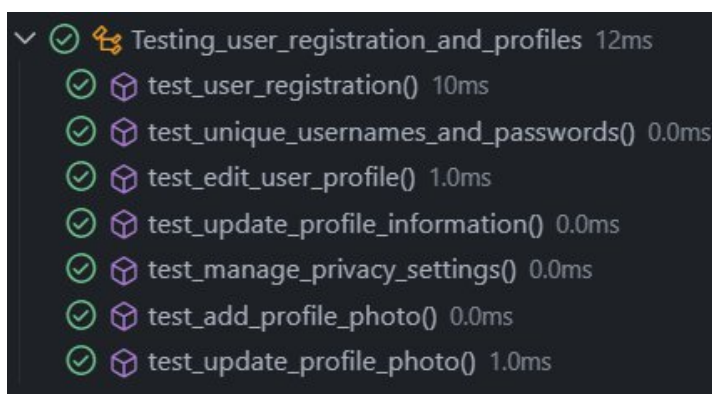 Testing_user_registration_and_profiles 12ms
test_user_registration() 10ms
test_unique_usernames_and_passwords() 0.0ms
test_edit_user_profile() 1.0ms
test_update_profile_information() 0.0ms
test_manage_privacy_settings() 0.0ms
test_add_profile_photo() 0.0ms
test_update_profile_photo() 1.0ms